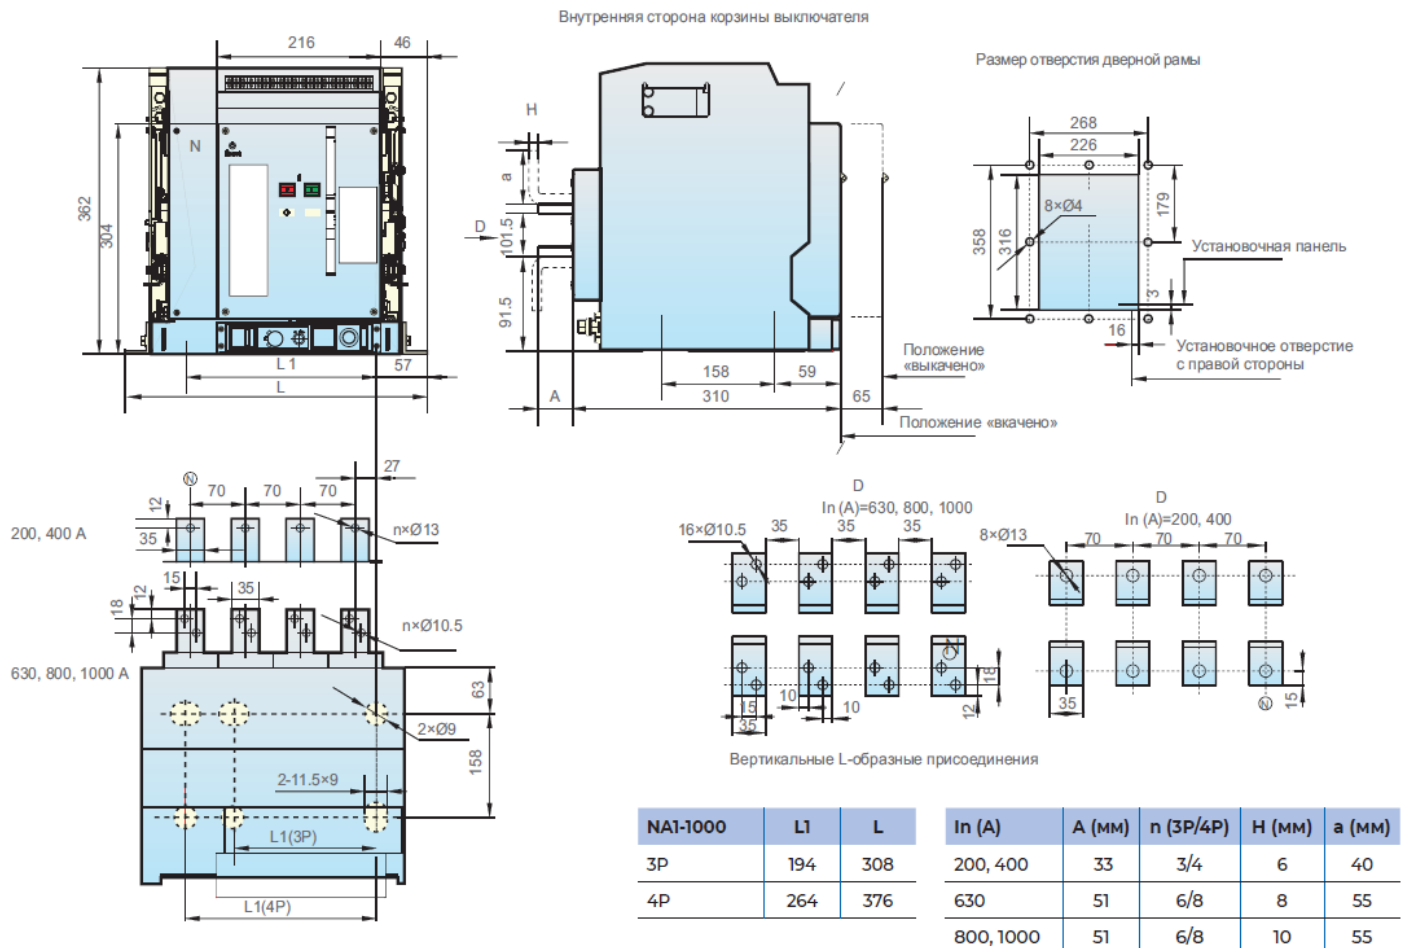 Внутренняя сторона корзины выключателя
216
46
362
304
N
L 1
57
L
H
a
D
101.5
91.5
158
59
A
310
65
Положение
«выкачено»
Положение «вкачено»
Размер отверстия дверной рамы
268
226
8×Ø4
358
316
179
Установочная панель
3
16
Установочное отверстие
с правой стороны
N
27
70
70
70
12
200, 400 A
35
n×Ø13
15
12
18
35
n×Ø10.5
630, 800, 1000 A
63
2×Ø9
158
2-11.5×9
L1(3P)
L1(4P)
D
In (A)=630, 800, 1000
16×Ø10.5
35
35
35
N
18
12
10
15
10
35
D
In (A)=200, 400
8×Ø13
70
70
70
35
N
15
Вертикальные L-образные присоединения
NA1-1000 L1 L
3P 194 308
4P 264 376
In (A) A (мм) n (3P/4P) H (мм) a (мм)
200, 400 33 3/4 6 40
630 51 6/8 8 55
800, 1000 51 6/8 10 55